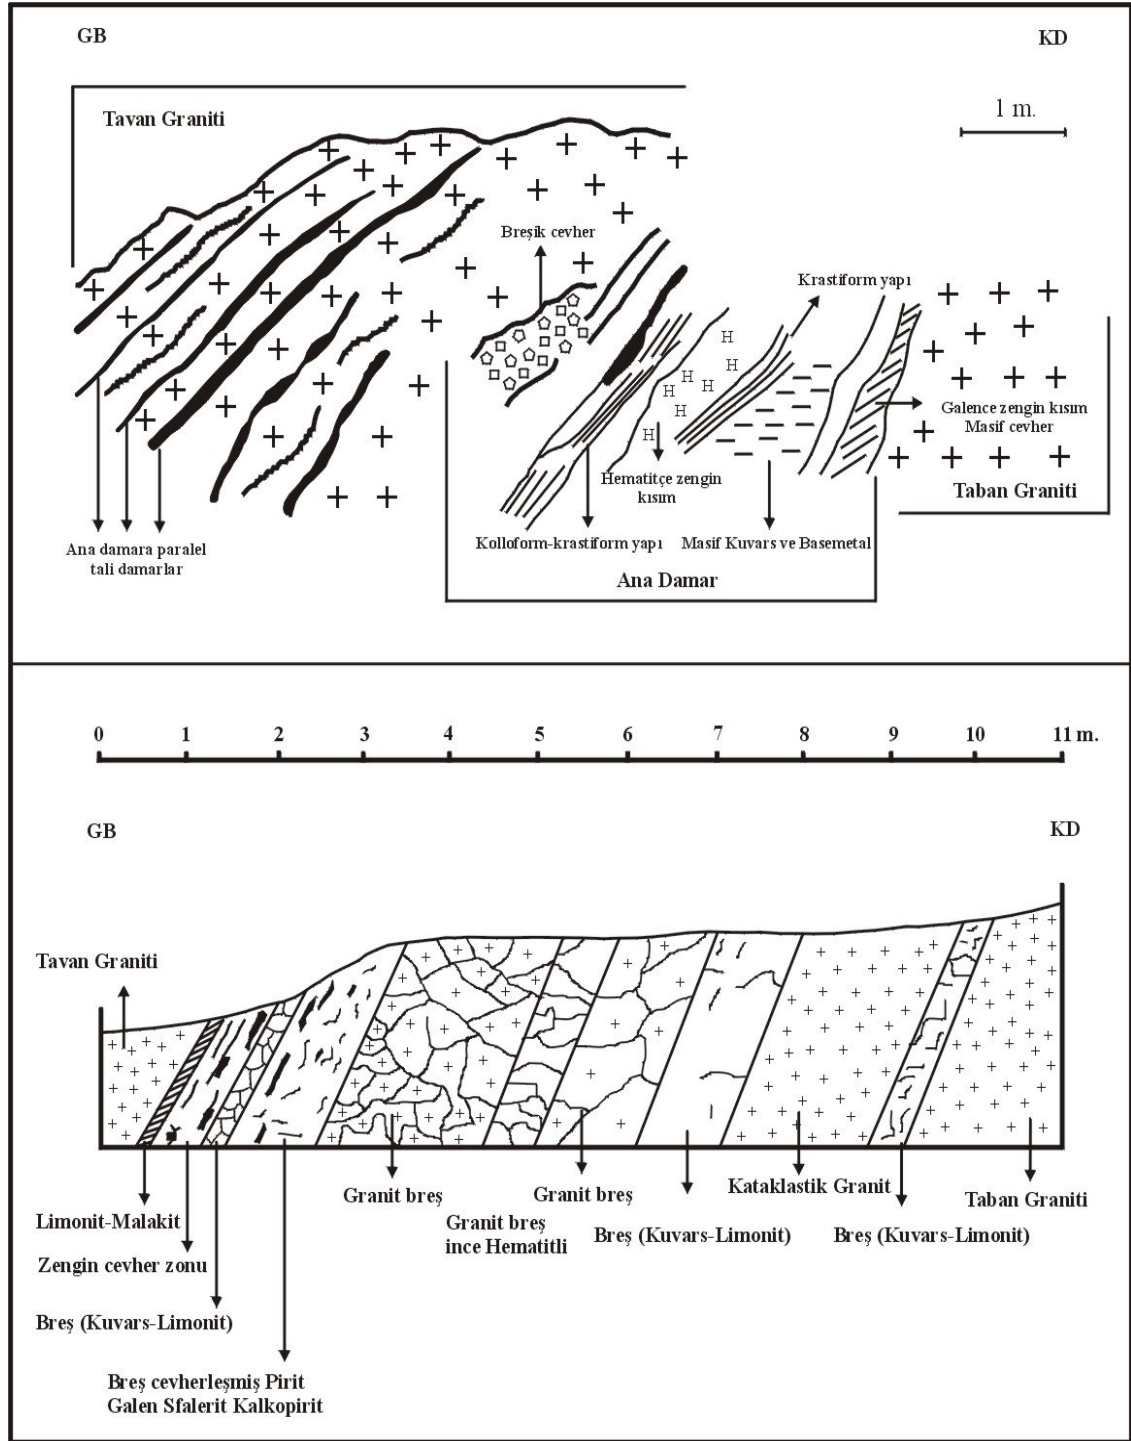 GB
KD
Tavan Graniti
1 m.
Breşik cevher
Krastiform yapı
Galence zengin kısım
Masif cevher
Hematitçe zengin
kısım
H
H
H
H
H
H
H
Taban Graniti
Ana damara paralel
tali damarlar
Kolloform-krastiform yapı
Masif Kuvars ve Basemetal
Ana Damar
0 1 2 3 4 5 6 7 8 9 10 11 m.
GB
KD
Tavan Graniti
Granit breş
Granit breş
Kataklastik Granit
Taban Graniti
Limonit-Malakit
Granit breş
ince Hematitli
Breş (Kuvars-Limonit)
Breş (Kuvars-Limonit)
Zengin cevher zonu
Breş (Kuvars-Limonit)
Breş cevherleşmiş Pirit
Galen Sfalerit Kalkopirit